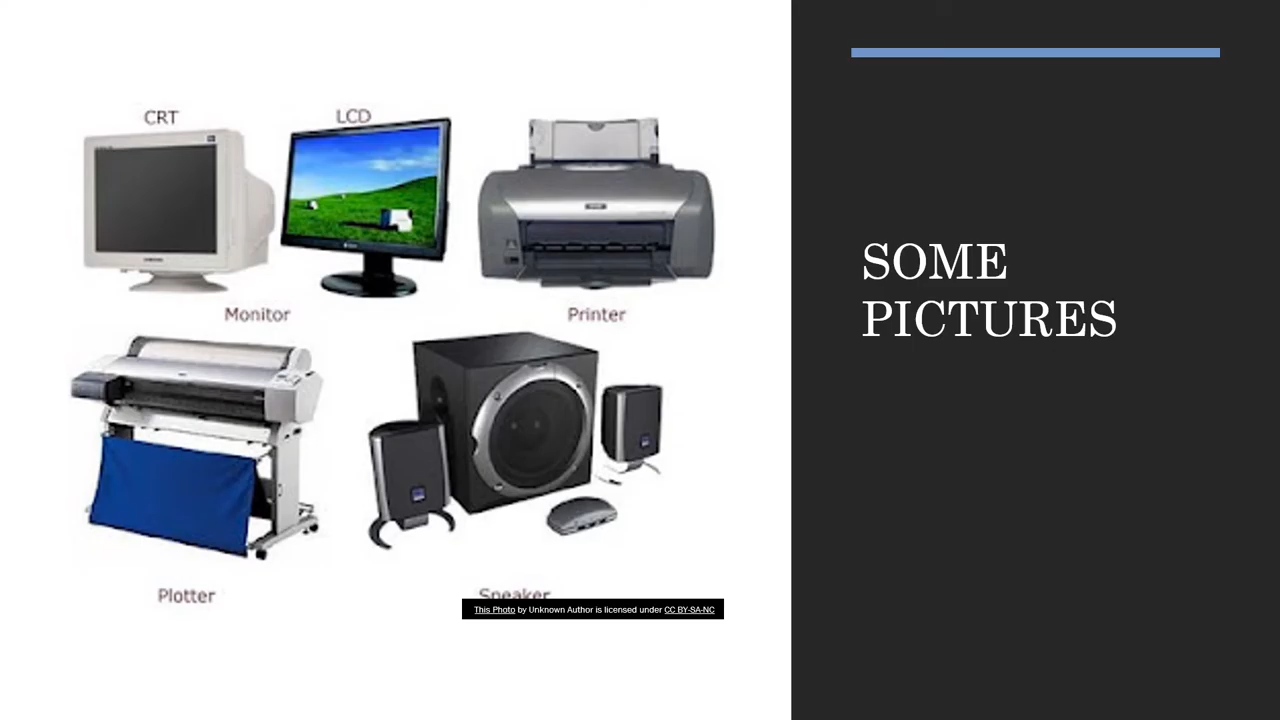 CRT
LCD
Monitor
Printer
Plotter
Speaker
This Photo by Unknown Author is licensed under CC BY-SA-NC
SOME
PICTURES